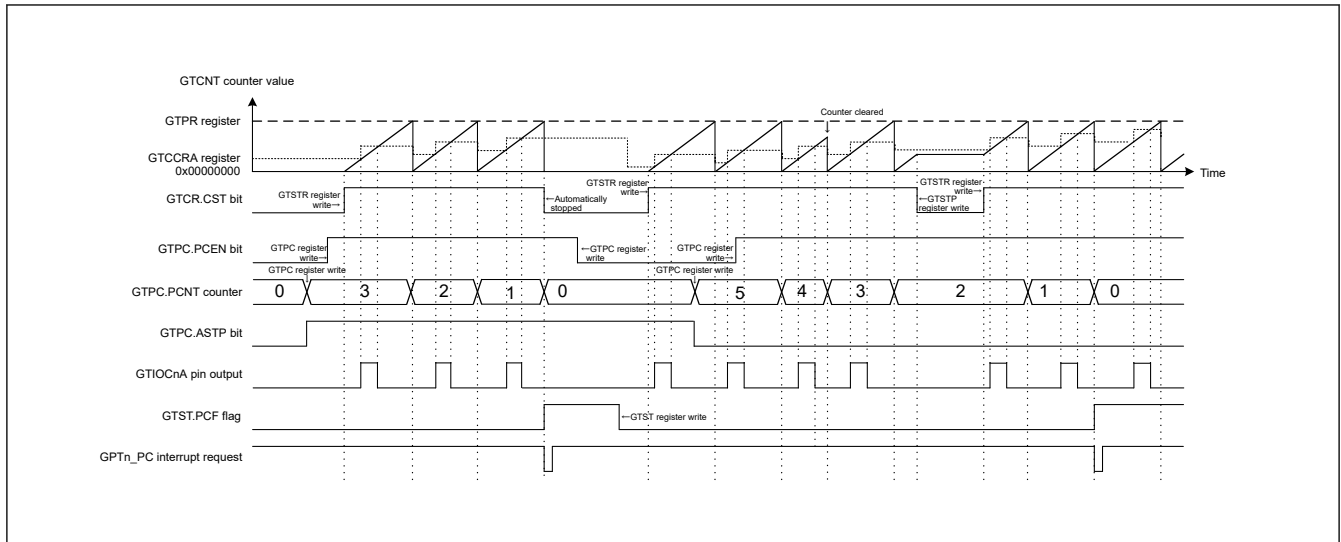 GTCNT counter value
GTPR register
Counter cleared
GTCCRA register
0x00000000
Time
GTCR.CST bit
GTSTR register
write→
←Automatically
stopped
GTSTR register
write→
GTSTR register
write→
←GTSTP
register write
GTPC.PCEN bit
GTPC register
write→
←GTPC register
write
GTPC register
write→
GTPC register write
GTPC register write
GTPC.PCNT counter
0 3 2 1 0 5 4 3 2 1 0
GTPC.ASTP bit
GTIOCnA pin output
GTST.PCF flag
←GTST register write
GPTn_PC interrupt request